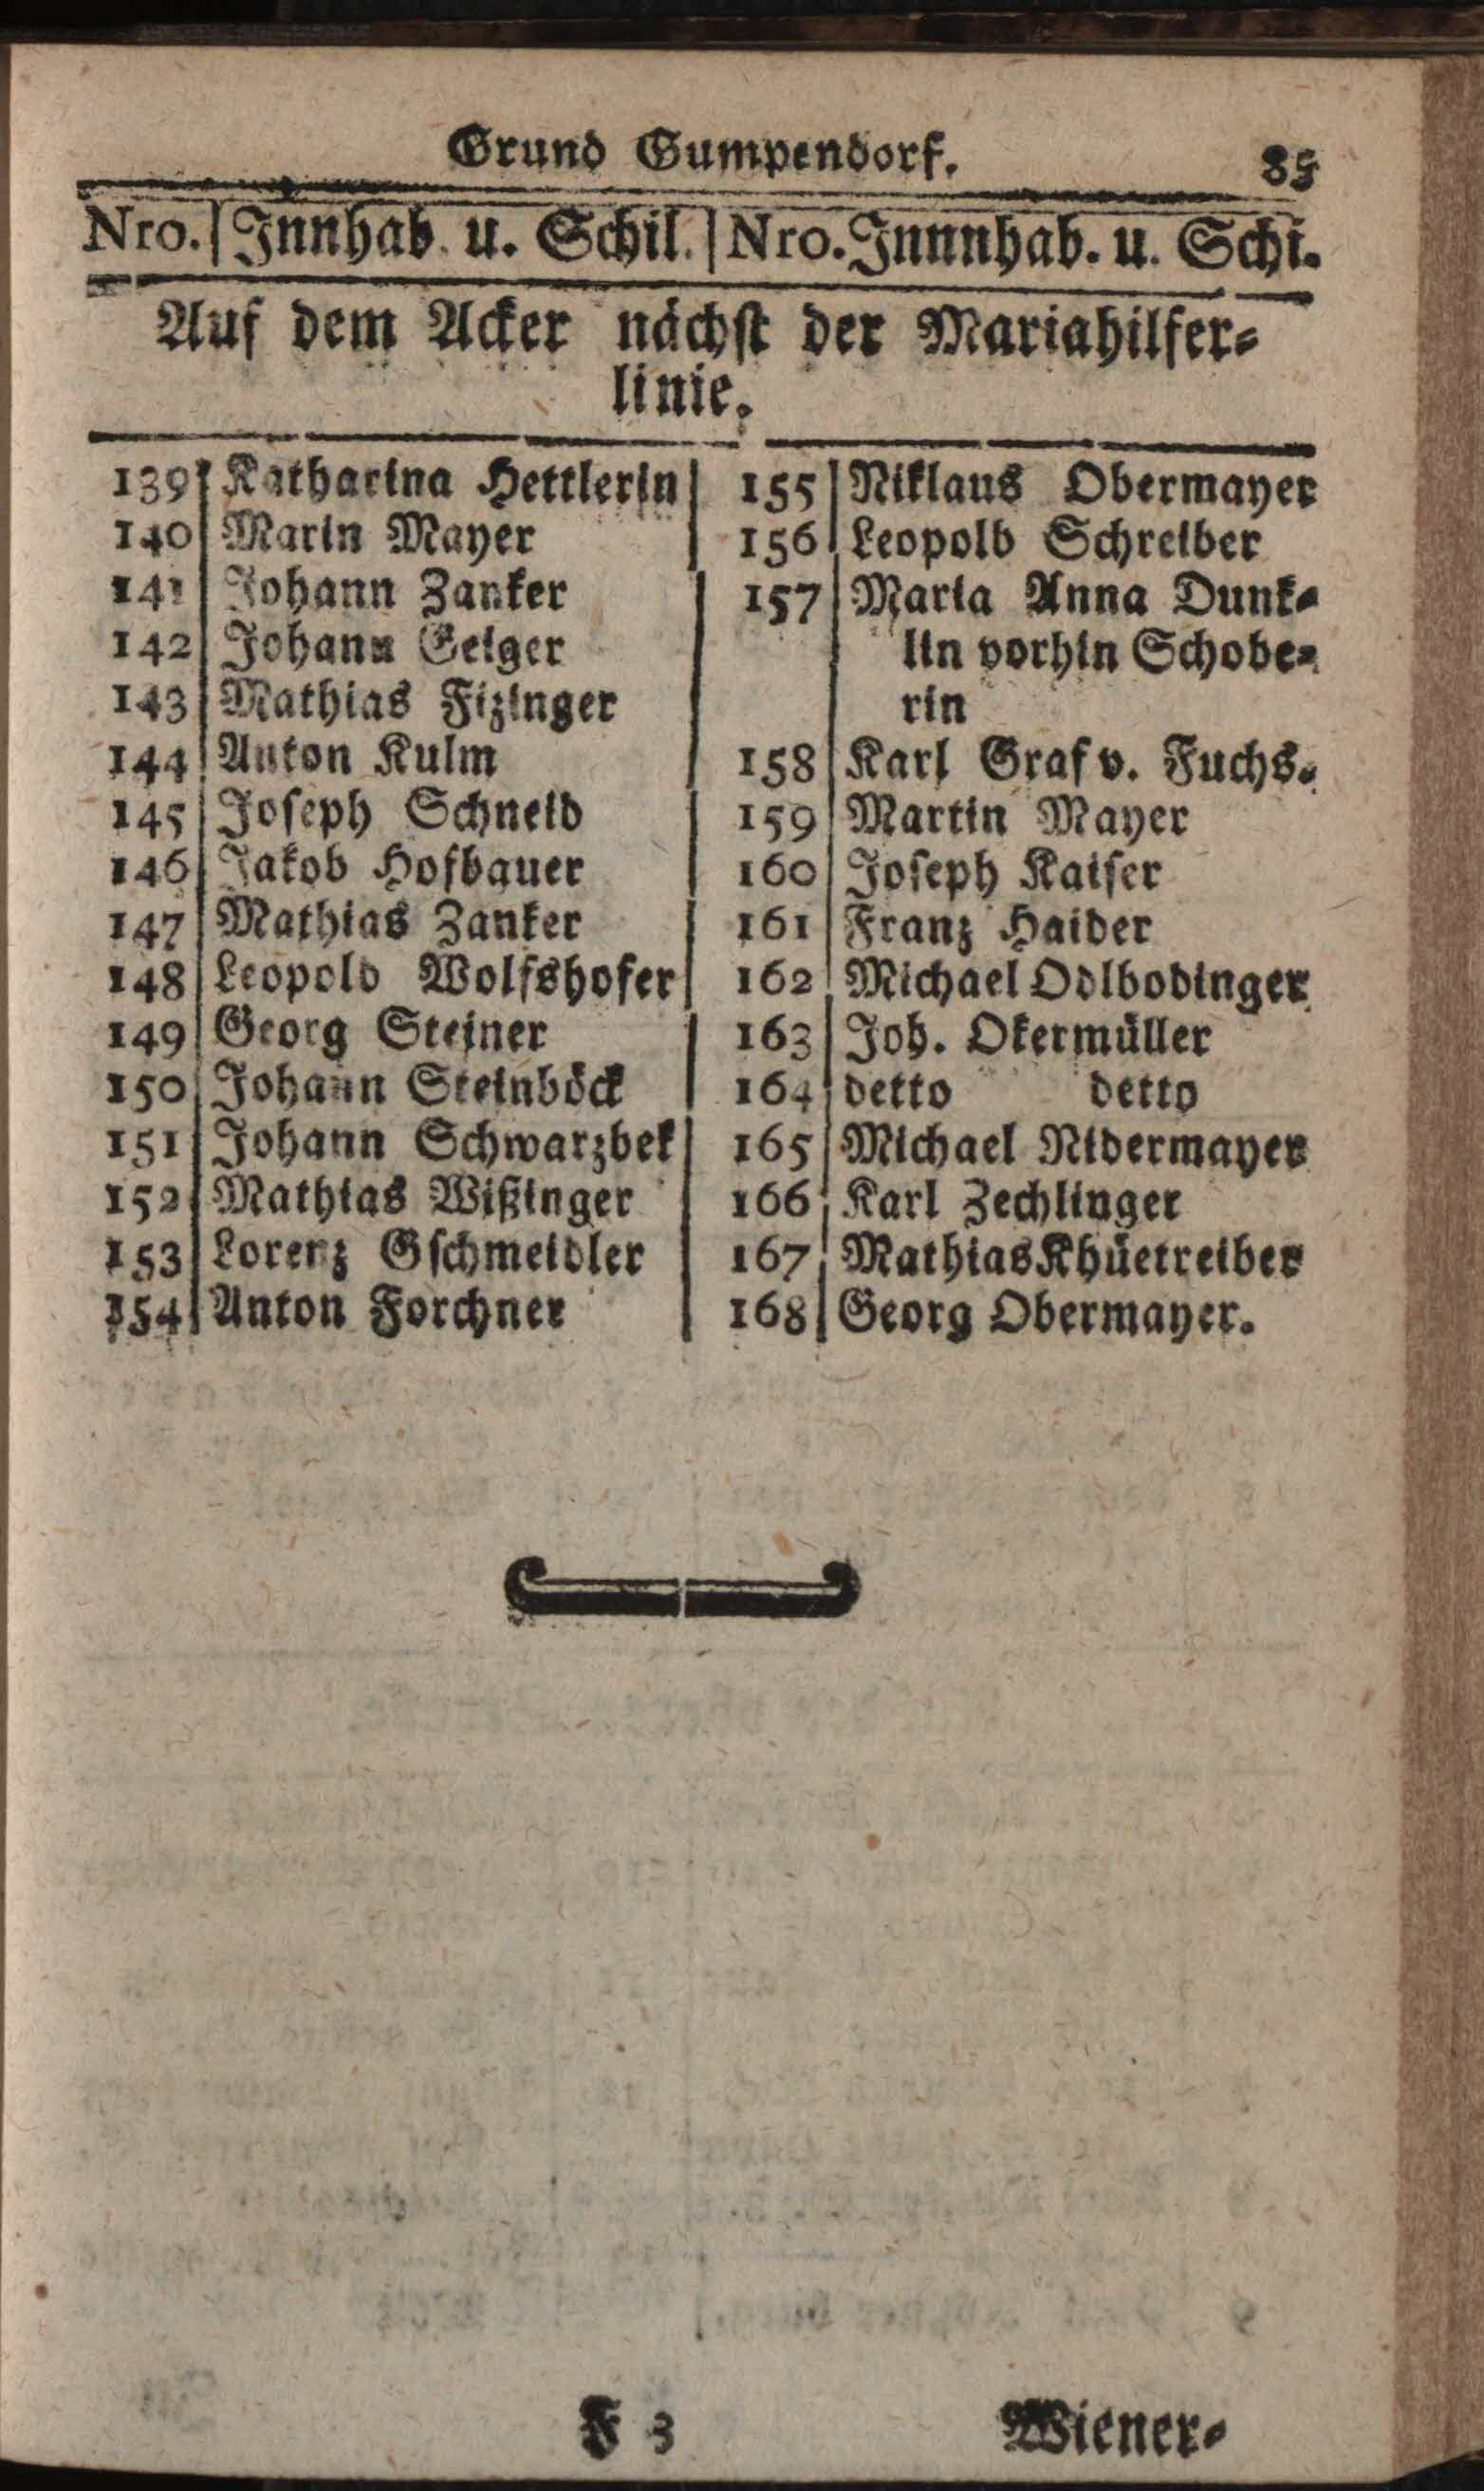 Grund Gumpendorf. 85
Nro. Innhab. u. Schil. Nro. Innnhab. u. Schi.
Auf dem Acker nächst der Mariahilfer-
linie.
139 Katharina Hettlerin
140 Marin Mayer
141 Johann Zanker
142 Johann Geiger
143 Mathias Fizinger
144 Anton Kulm
145 Joseph Schneid
146 Jakob Hofbauer
147 Mathias Zanker
148 Leopold Wolfshofer
149 Georg Steiner
150 Johann Steinböck
151 Johann Schwarzbek
152 Mathias Wißinger
153 Lorenz Gschmeidler
154 Anton Forchner
155 Niklaus Obermayer
156 Leopold Schreiber
157 Maria Anna Dunk-
lin vorhin Schobe-
rin
158 Karl Graf v. Fuchs.
159 Martin Mayer
160 Joseph Kaiser
161 Franz Haider
162 Michael Odlbodinger
163 Joh. Okermüller
164 detto detto
165 Michael Nidermayer
166 Karl Zechlinger
167 Mathias Khüetreiber
168 Georg Obermayer.
F 3 Wiener-